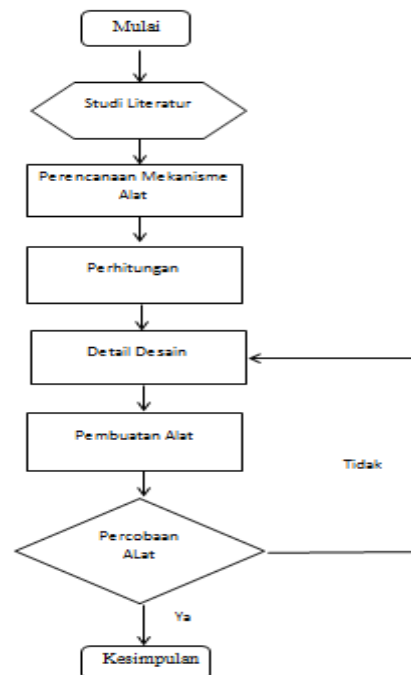 Mulai
Studi Literatur
Perencanaan Mekanisme
Alat
Perhitungan
Detail Desain
Pembuatan Alat
Tidak
Percobaan
ALat
Ya
Kesimpulan